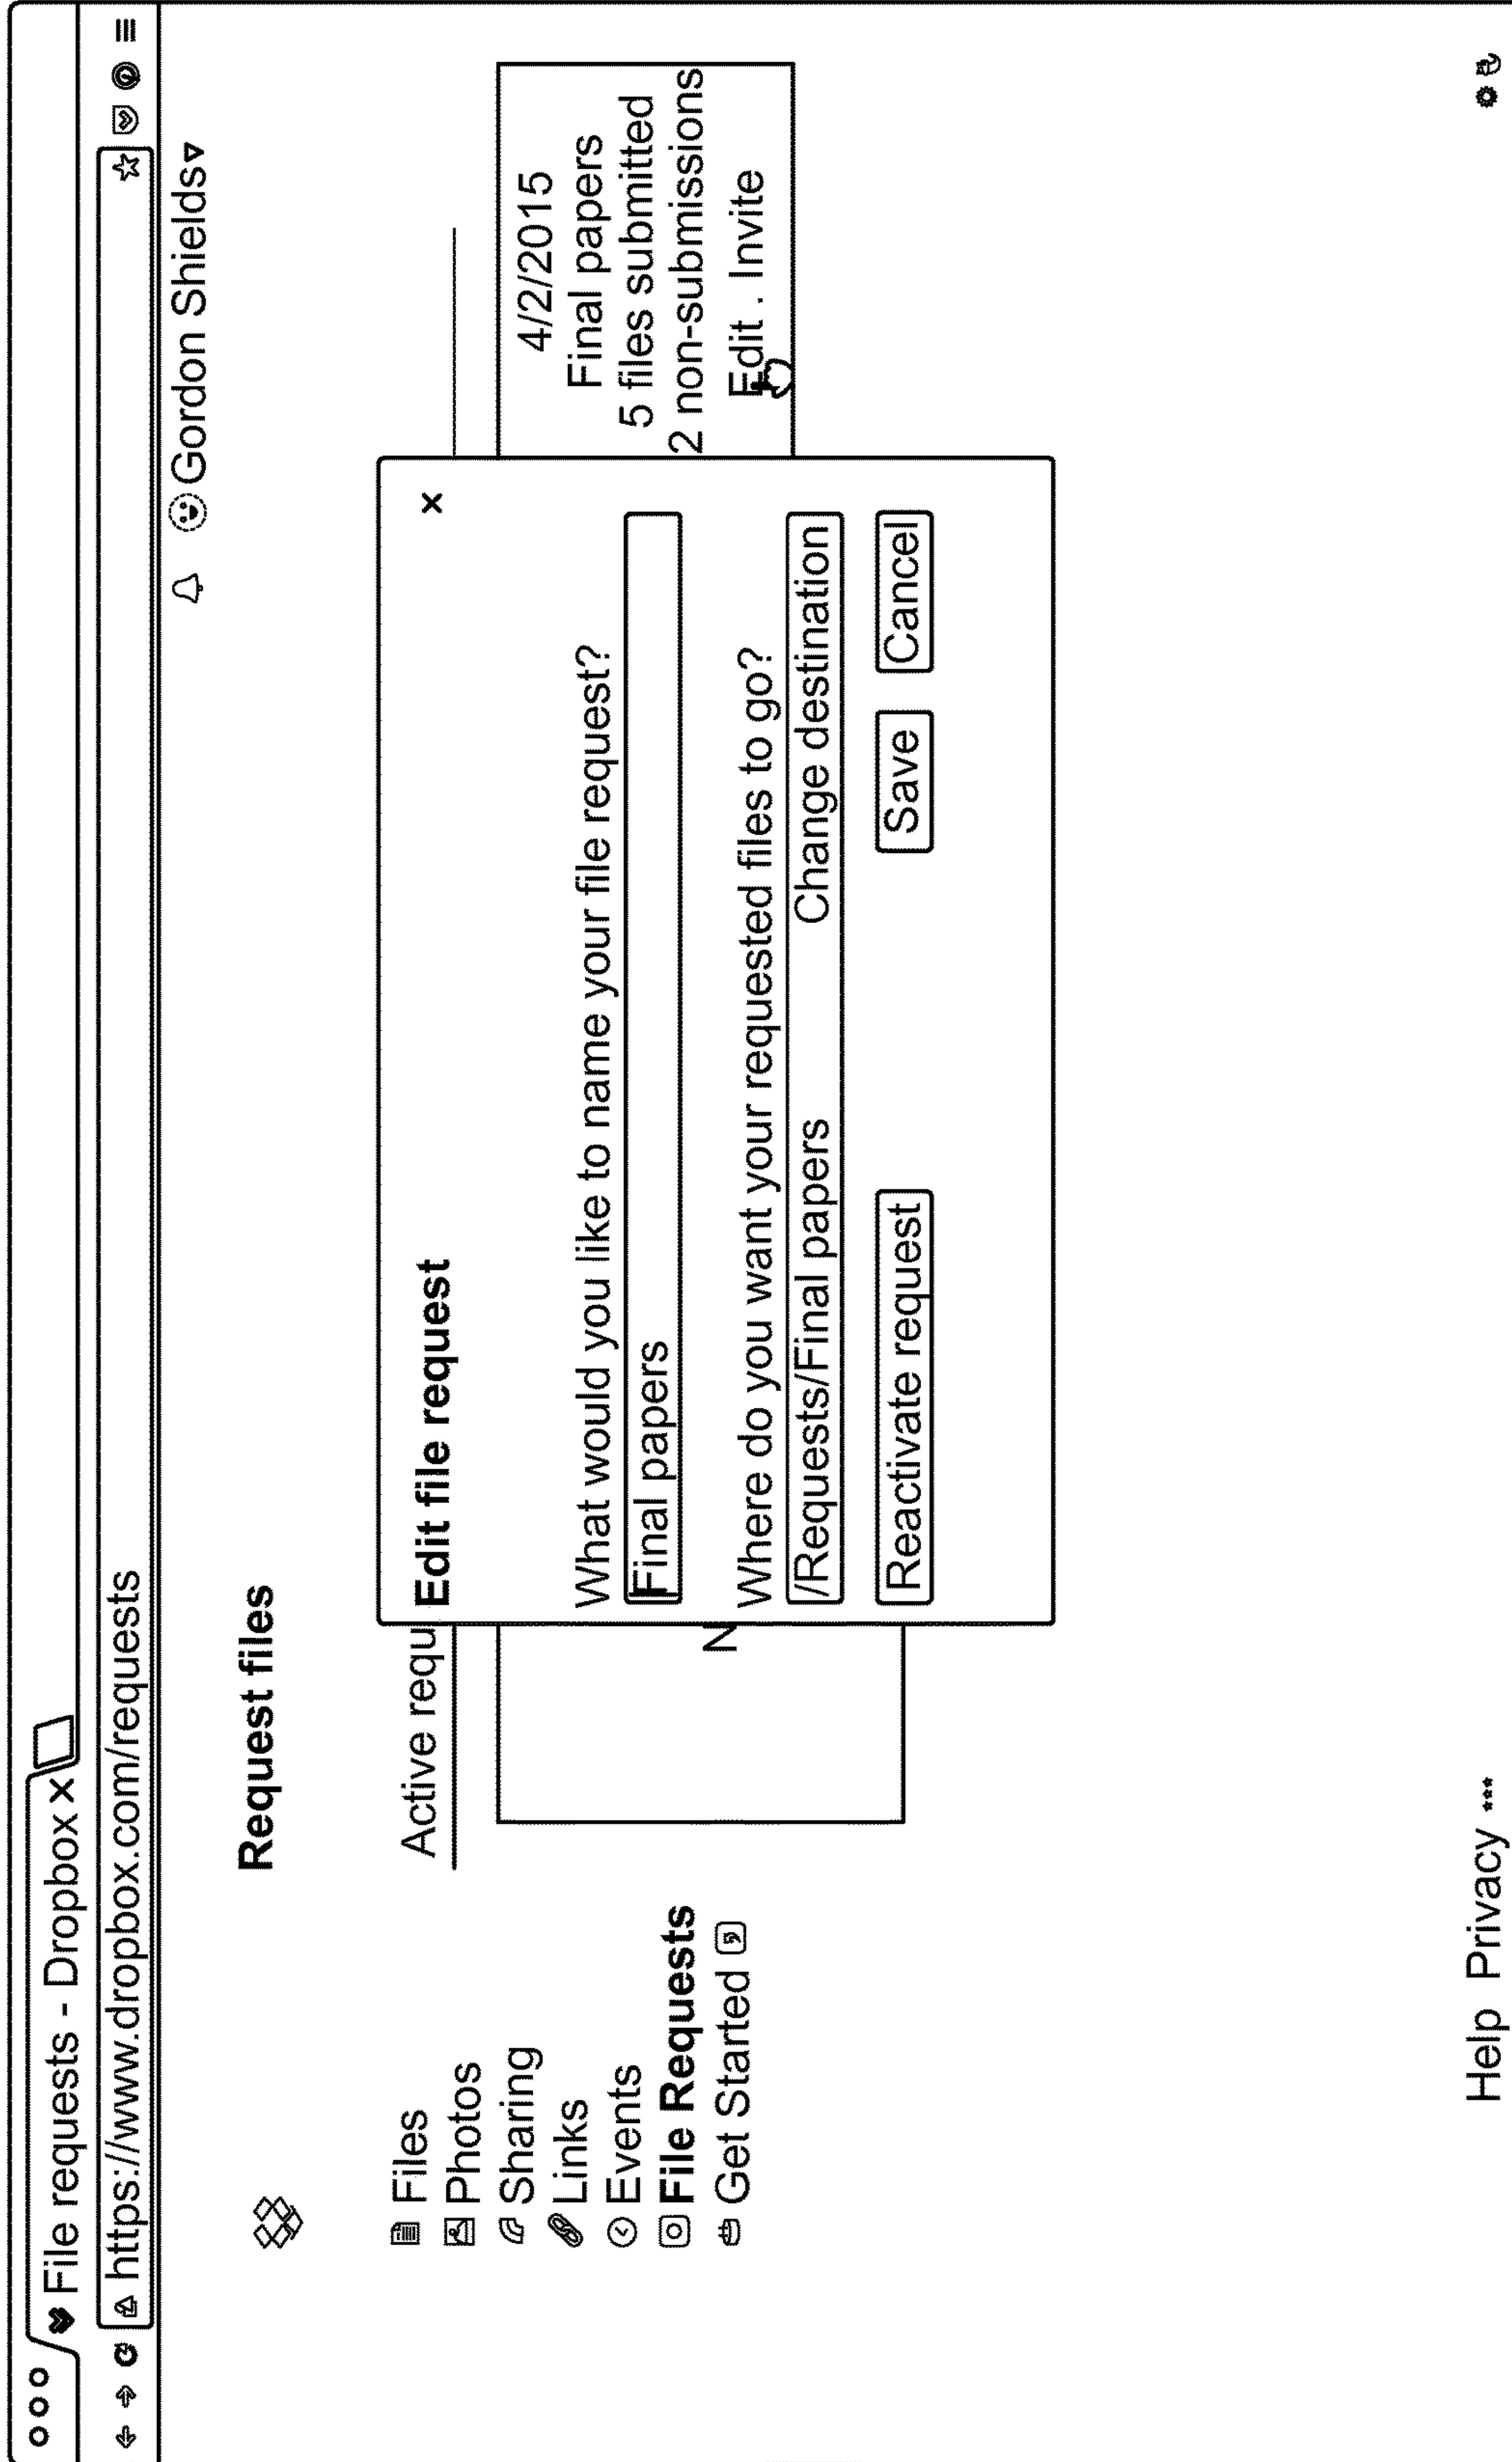 File requests - Dropbox
https://www.dropbox.com/requests
Gordon Shields
Request files
Files
Photos
Sharing
Links
Events
File Requests
Get Started
Active requ
N
Edit file request
×
What would you like to name your file request?
Final papers
Where do you want your requested files to go?
/Requests/Final papers Change destination
Reactivate request Save Cancel
4/2/2015
Final papers
5 files submitted
2 non-submissions
Edit . Invite
Help Privacy